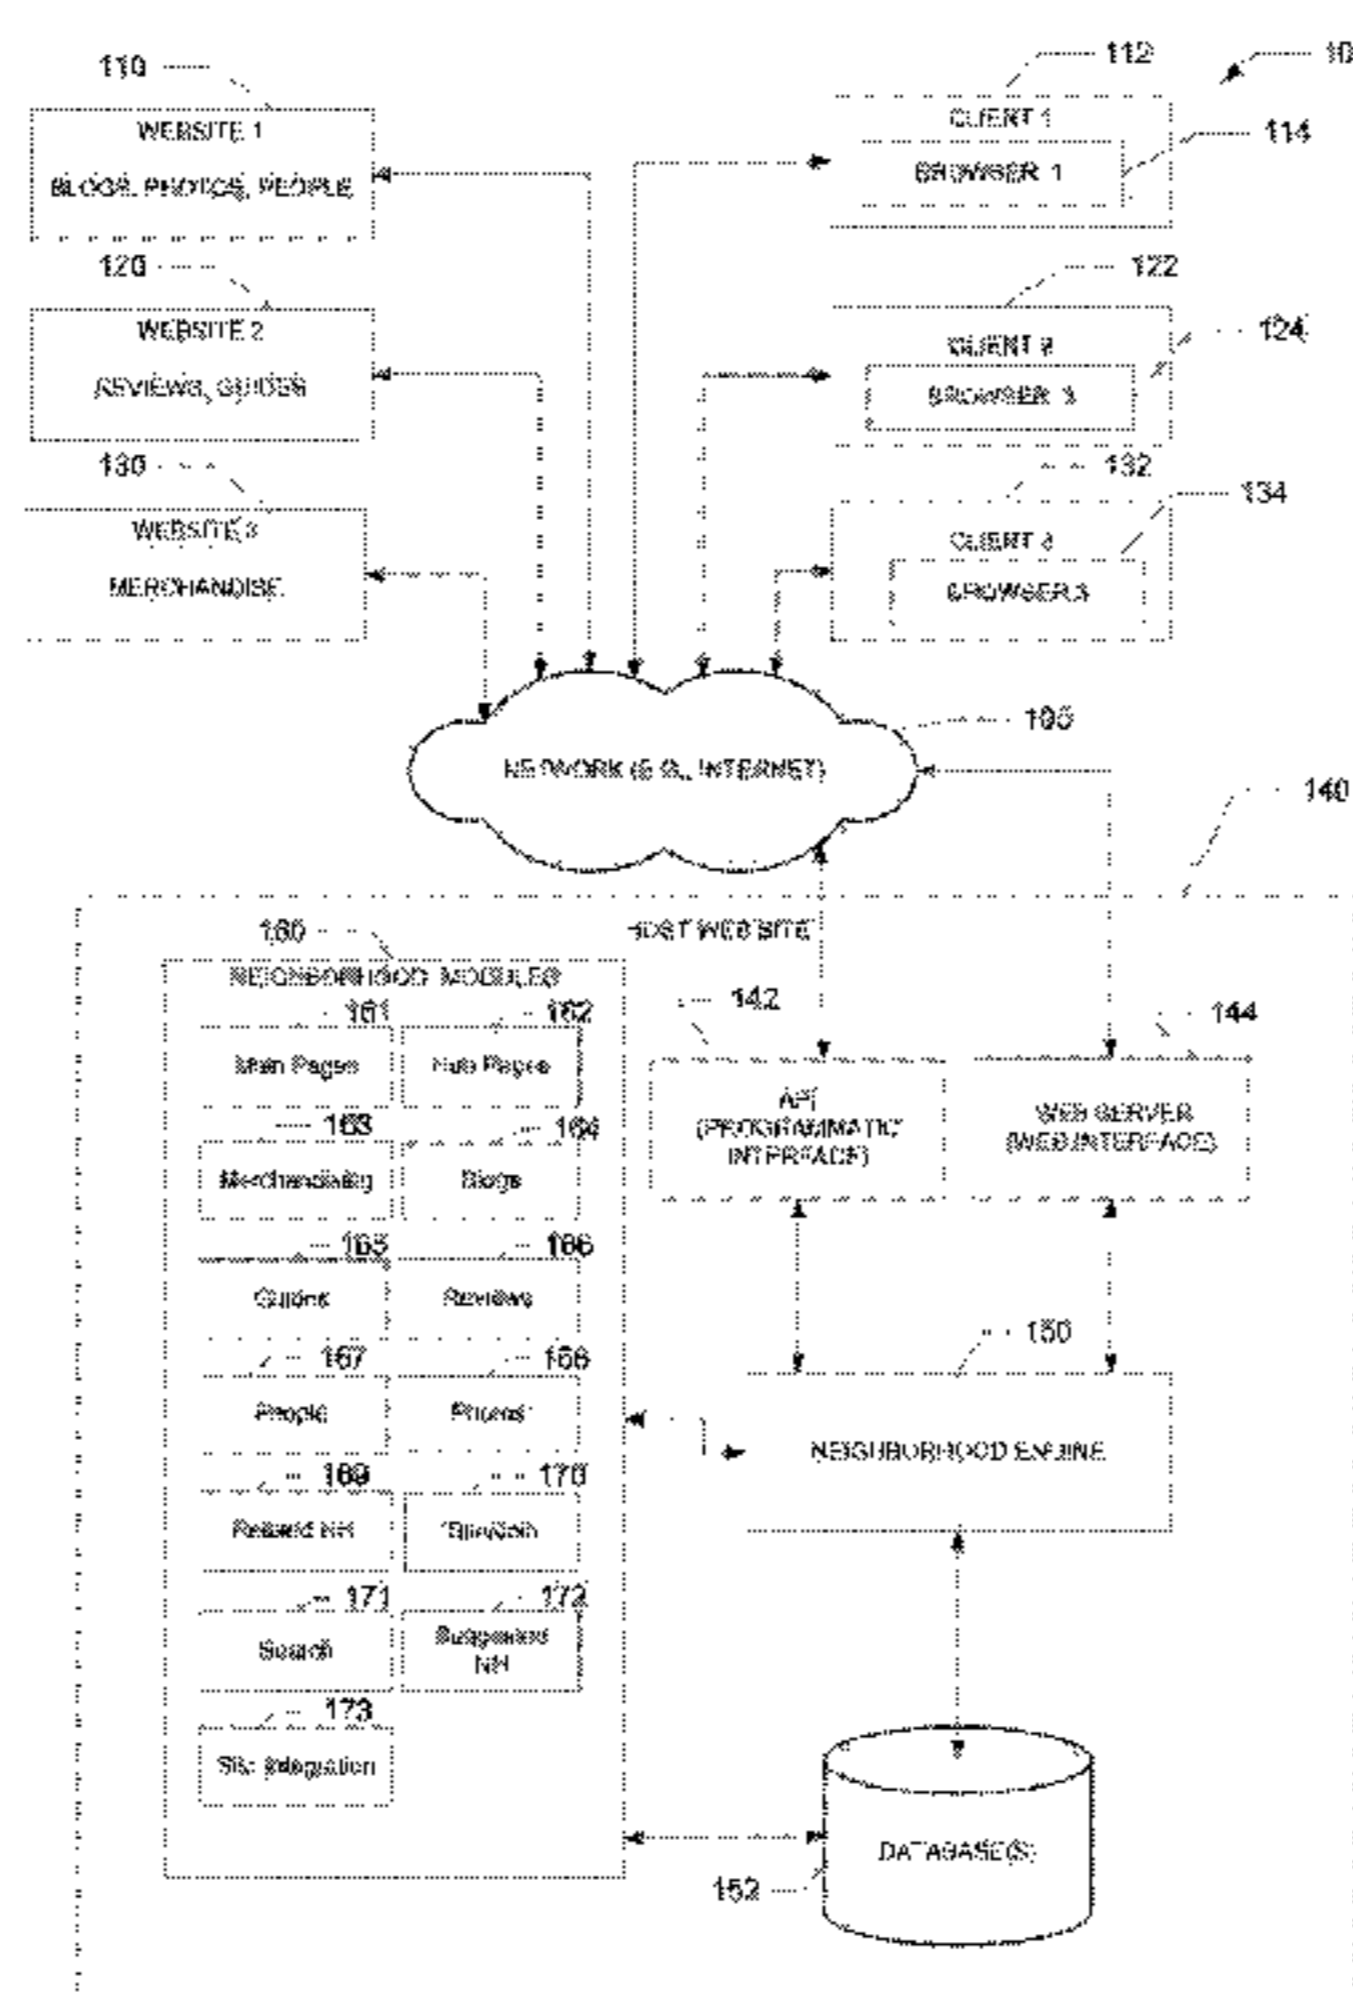 110
112
10
WEBSITE 1
BLOGS, PHOTOS, PEOPLE
CLIENT 1
BROWSER 1
114
120
122
WEBSITE 2
REVIEWS, GUIDES
CLIENT 2
124
130
132
134
WEBSITE 3
MERCHANDISE
CLIENT 3
BROWSER 3
NETWORK (E.G., INTERNET)
140
HOST WEB SITE
160
NEIGHBORHOOD MODULES
161
162
142
144
Main Pages
Hub Pages
API
(PROGRAMMATIC
INTERFACE)
WEB SERVER
(WEB INTERFACE)
163
164
Merchandising
Blogs
165
166
Guides
Reviews
150
167
168
People
NEIGHBORHOOD ENGINE
169
170
Related NH
171
172
Search
Suggested
NH
173
Site Integration
DATABASE(S)
152